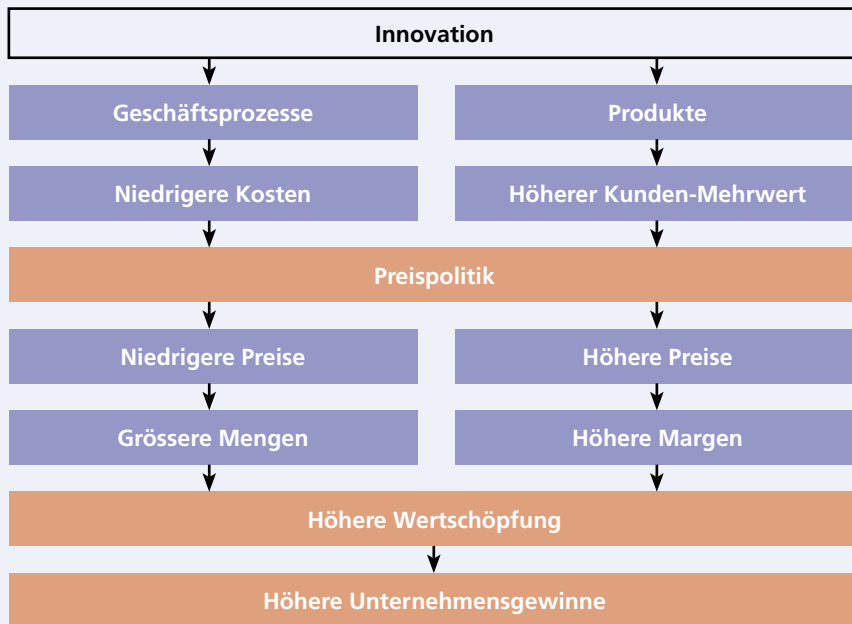 Innovation
Geschäftsprozesse
Produkte
Niedrigere Kosten
Höherer Kunden-Mehrwert
Preispolitik
Niedrigere Preise
Höhere Preise
Grössere Mengen
Höhere Margen
Höhere Wertschöpfung
Höhere Unternehmensgewinne